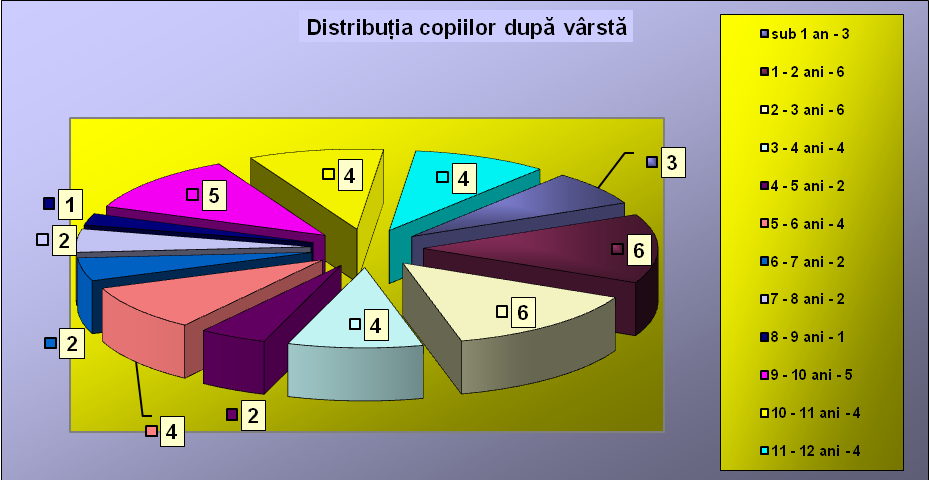 Distribuția copiilor după vârstă
sub 1 an - 3
1 - 2 ani - 6
2 - 3 ani - 6
3 - 4 ani - 4
4 - 5 ani - 2
5 - 6 ani - 4
6 - 7 ani - 2
7 - 8 ani - 2
8 - 9 ani - 1
9 - 10 ani - 5
10 - 11 ani - 4
11 - 12 ani - 4
3
6
6
4
2
4
2
2
1
5
4
4